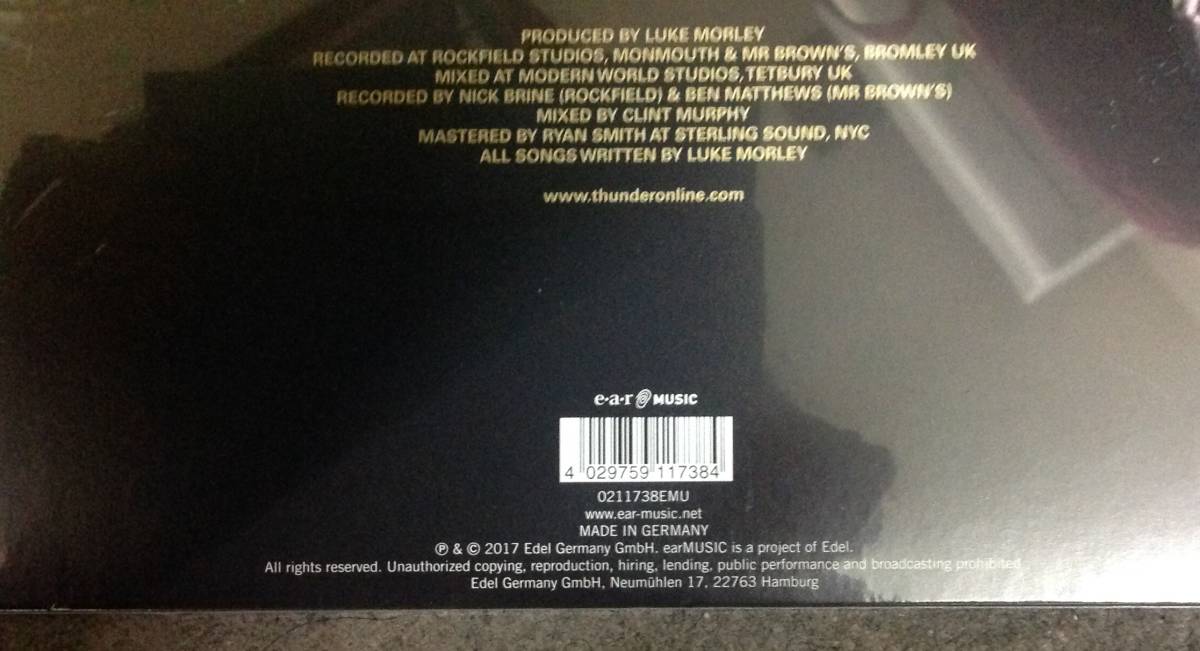 PRODUCED BY LUKE MORLEY
RECORDED AT ROCKFIELD STUDIOS, MONMOUTH & MR BROWN'S, BROMLEY UK
MIXED AT MODERN WORLD STUDIOS, TETBURY UK
RECORDED BY NICK BRINE (ROCKFIELD) & BEN MATTHEWS (MR BROWN'S)
MIXED BY CLINT MURPHY
MASTERED BY RYAN SMITH AT STERLING SOUND, NYC
ALL SONGS WRITTEN BY LUKE MORLEY
www.thunderonline.com
e·a·r MUSIC
4 029759 117384
0211738EMU
www.ear-music.net
MADE IN GERMANY
℗ & © 2017 Edel Germany GmbH. earMUSIC is a project of Edel.
All rights reserved. Unauthorized copying, reproduction, hiring, lending, public performance and broadcasting prohibited
Edel Germany GmbH, Neumühlen 17, 22763 Hamburg